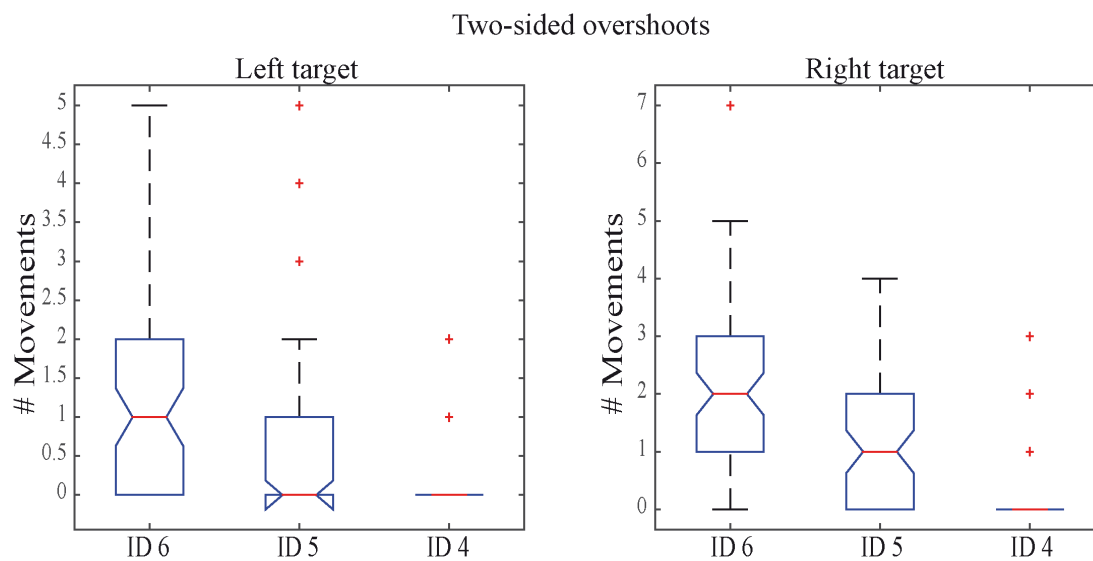 Two-sided overshoots
Left target
Right target
# Movements
5
4.5
4
3.5
3
2.5
2
1.5
1
0.5
0
ID 6
ID 5
ID 4
# Movements
7
6
5
4
3
2
1
0
ID 6
ID 5
ID 4